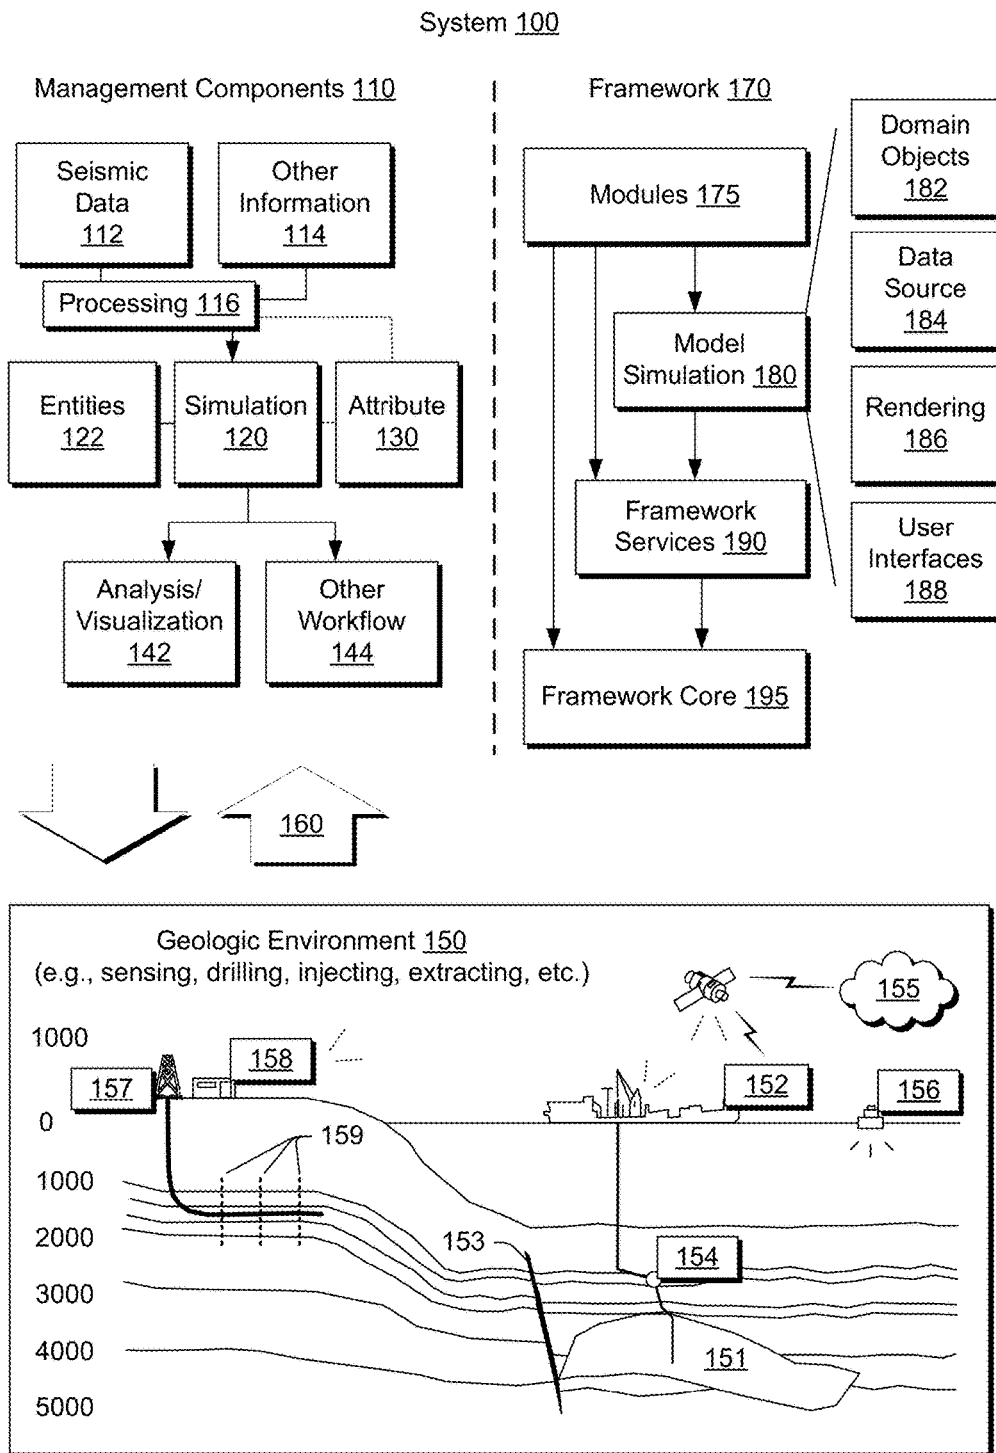 System 100
Management Components 110
Framework 170
Seismic
Data
112
Other
Information
114
Processing 116
Entities
122
Simulation
120
Attribute
130
Analysis/
Visualization
142
Other
Workflow
144
Modules 175
Model
Simulation 180
Framework
Services 190
Framework Core 195
Domain
Objects
182
Data
Source
184
Rendering
186
User
Interfaces
188
160
Geologic Environment 150
(e.g., sensing, drilling, injecting, extracting, etc.)
155
1000
158
157
152
156
0
159
1000
2000
153
154
3000
4000
151
5000